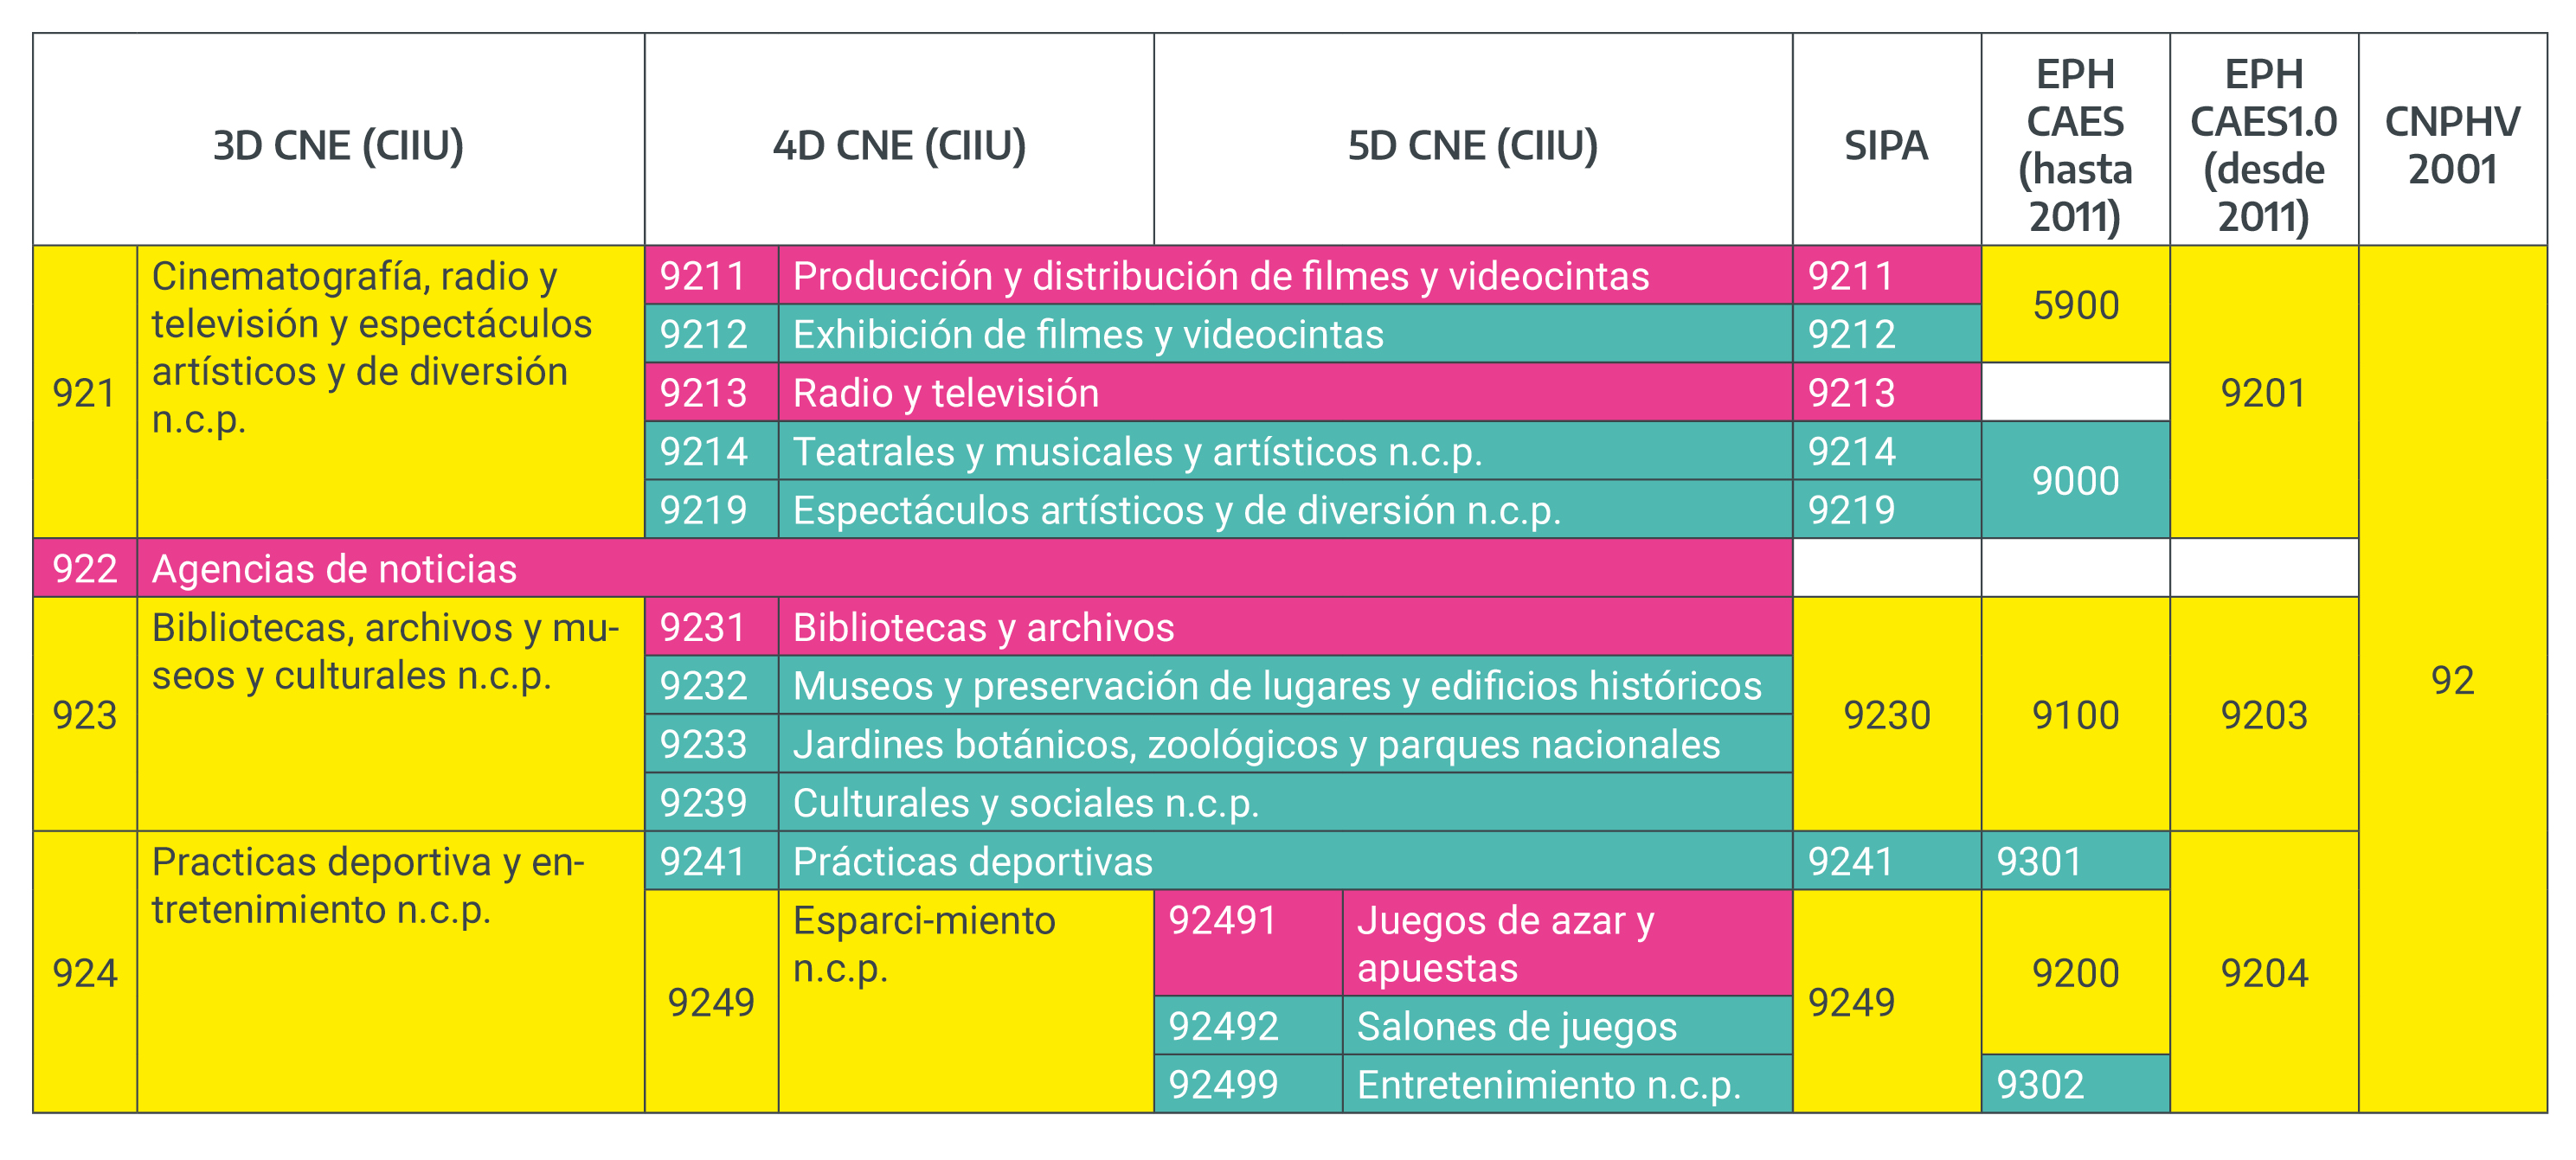 3D CNE (CIIU)
4D CNE (CIIU)
5D CNE (CIIU)
SIPA
EPH
CAES
(hasta
2011)
EPH
CAES1.0
(desde
2011)
CNPHV
2001
921
Cinematografía, radio y
televisión y espectáculos
artísticos y de diversión
n.c.p.
9211 Producción y distribución de filmes y videocintas 9211
5900
9212 Exhibición de filmes y videocintas 9212
9213 Radio y televisión 9213
9201
9214 Teatrales y musicales y artísticos n.c.p. 9214
9000
9219 Espectáculos artísticos y de diversión n.c.p. 9219
922 Agencias de noticias
923
Bibliotecas, archivos y mu-
seos y culturales n.c.p.
9231 Bibliotecas y archivos
9232 Museos y preservación de lugares y edificios históricos
9233 Jardines botánicos, zoológicos y parques nacionales
9239 Culturales y sociales n.c.p.
9230
9100
9203
92
924
Practicas deportiva y en-
tretenimiento n.c.p.
9241 Prácticas deportivas 9241 9301
9249
Esparci-miento
n.c.p.
92491
Juegos de azar y
apuestas
92492 Salones de juegos
92499 Entretenimiento n.c.p.
9249
9200
9302
9204